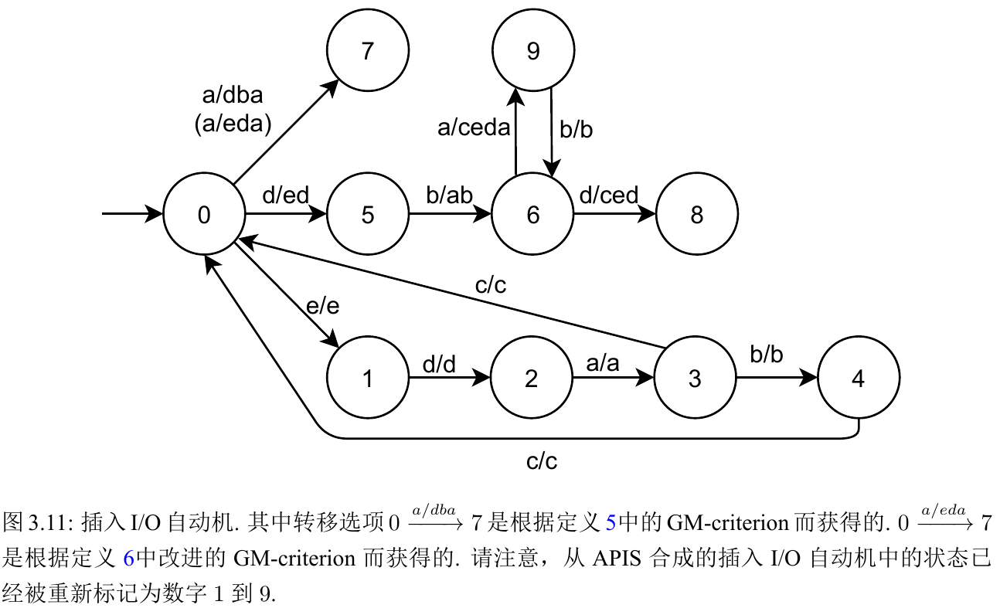 7
9
a/dba
(a/eda)
a/ceda
b/b
d/ed
b/ab
d/ced
0
5
6
8
c/c
e/e
d/d
a/a
b/b
1
2
3
4
c/c
图 3.11: 插入 I/O 自动机. 其中转移选项 0 —a/dba→ 7 是根据定义 5中的 GM-criterion 而获得的. 0 —a/eda→ 7
是根据定义 6中改进的 GM-criterion 而获得的. 请注意，从 APIS 合成的插入 I/O 自动机中的状态已
经被重新标记为数字 1 到 9.